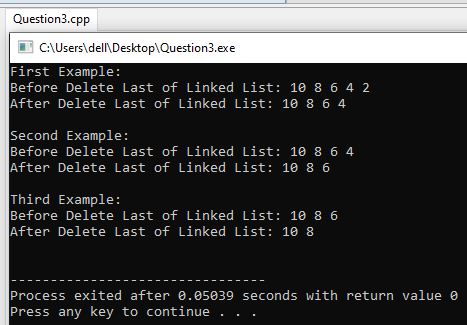 Question3.cpp
C:\Users\dell\Desktop\Question3.exe
First Example:
Before Delete Last of Linked List: 10 8 6 4 2
After Delete Last of Linked List: 10 8 6 4
Second Example:
Before Delete Last of Linked List: 10 8 6 4
After Delete Last of Linked List: 10 8 6
Third Example:
Before Delete Last of Linked List: 10 8 6
After Delete Last of Linked List: 10 8
--------------------------------
Process exited after 0.05039 seconds with return value 0
Press any key to continue . . .